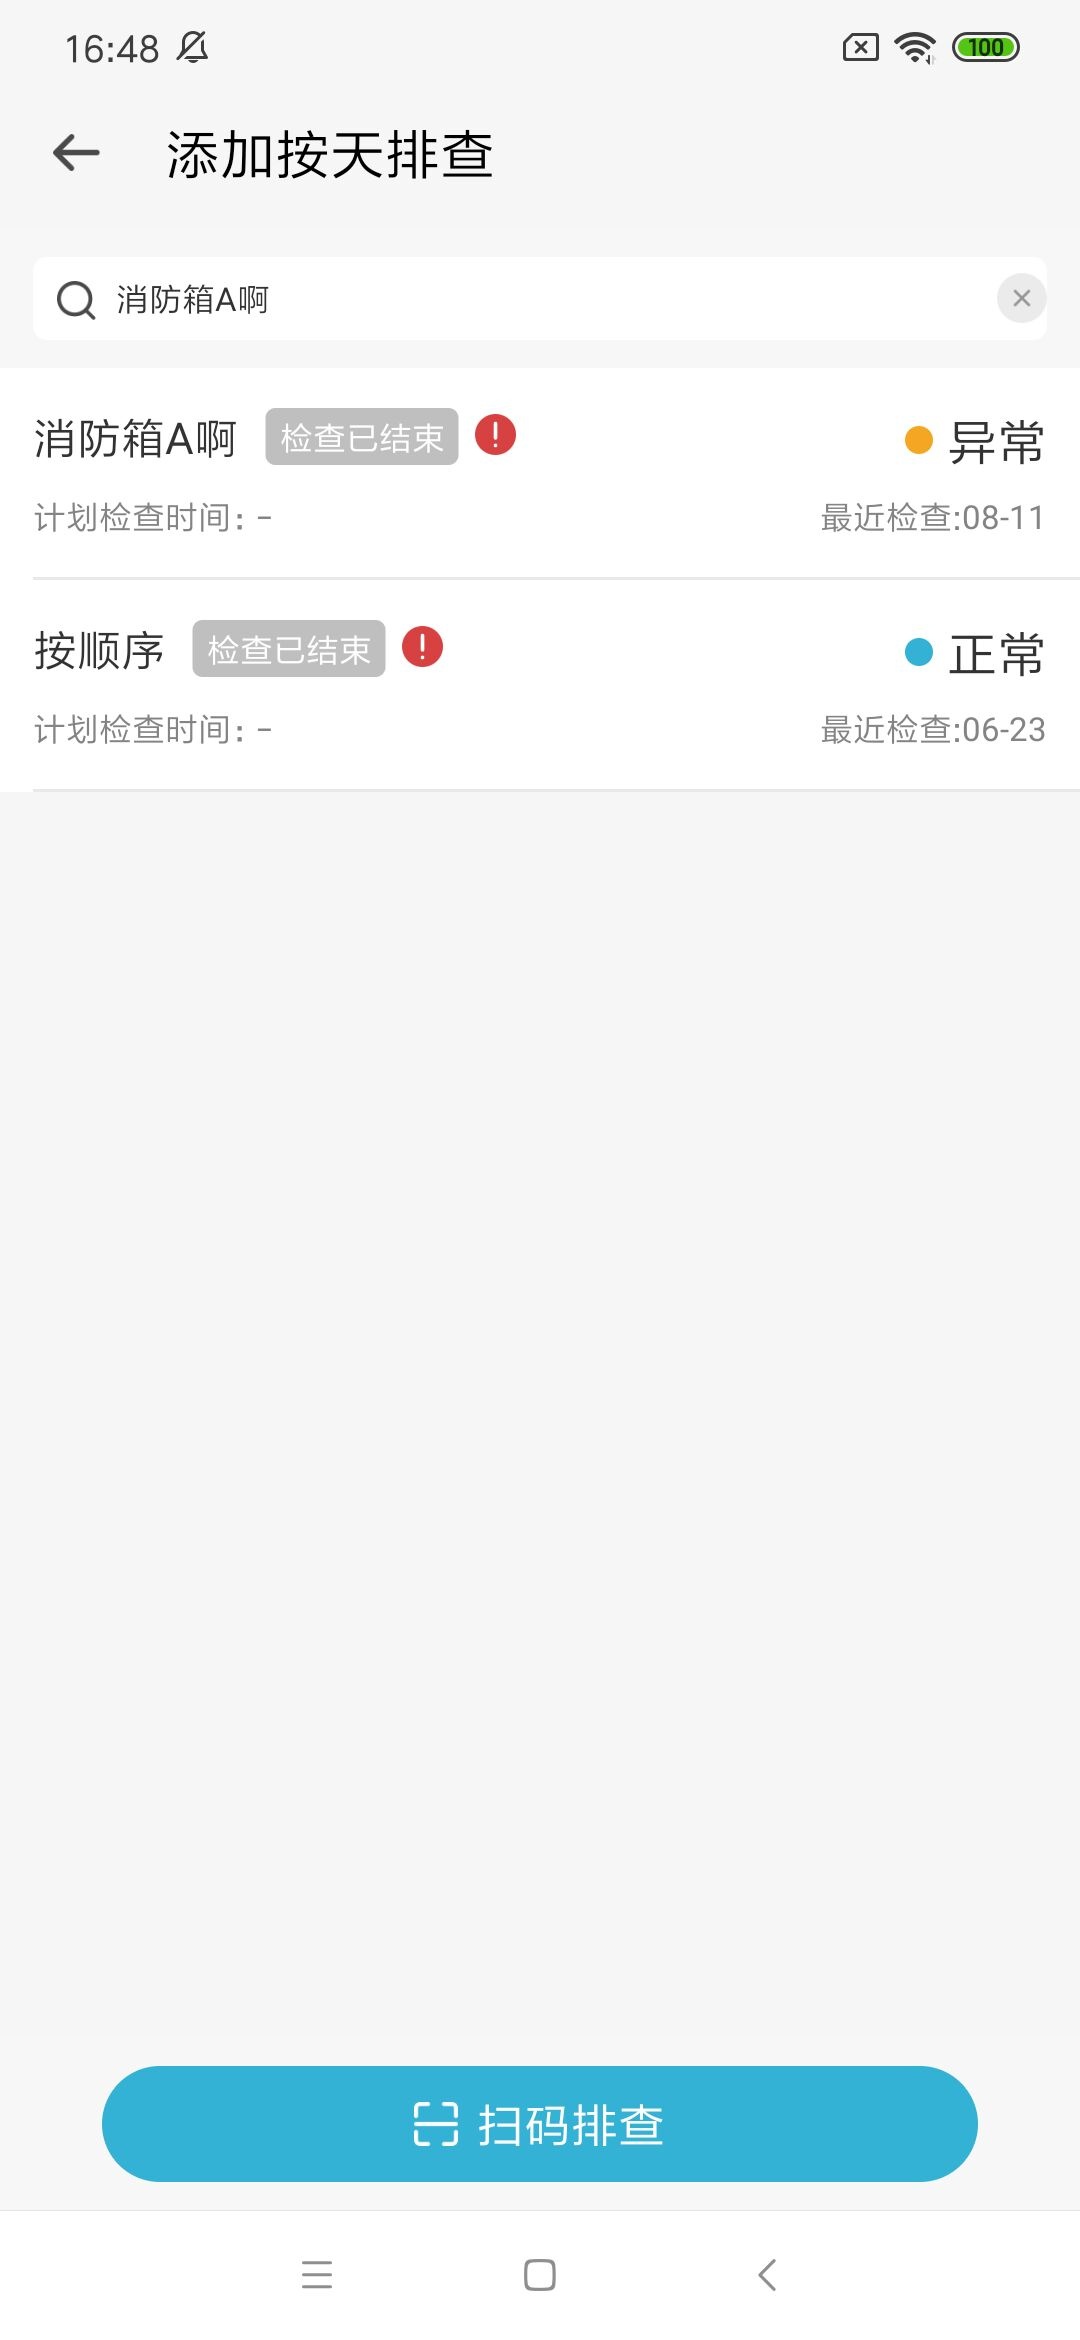 16:48
100
添加按天排查
消防箱A啊
消防箱A啊 检查已结束 异常
计划检查时间: - 最近检查:08-11
按顺序 检查已结束 正常
计划检查时间: - 最近检查:06-23
扫码排查